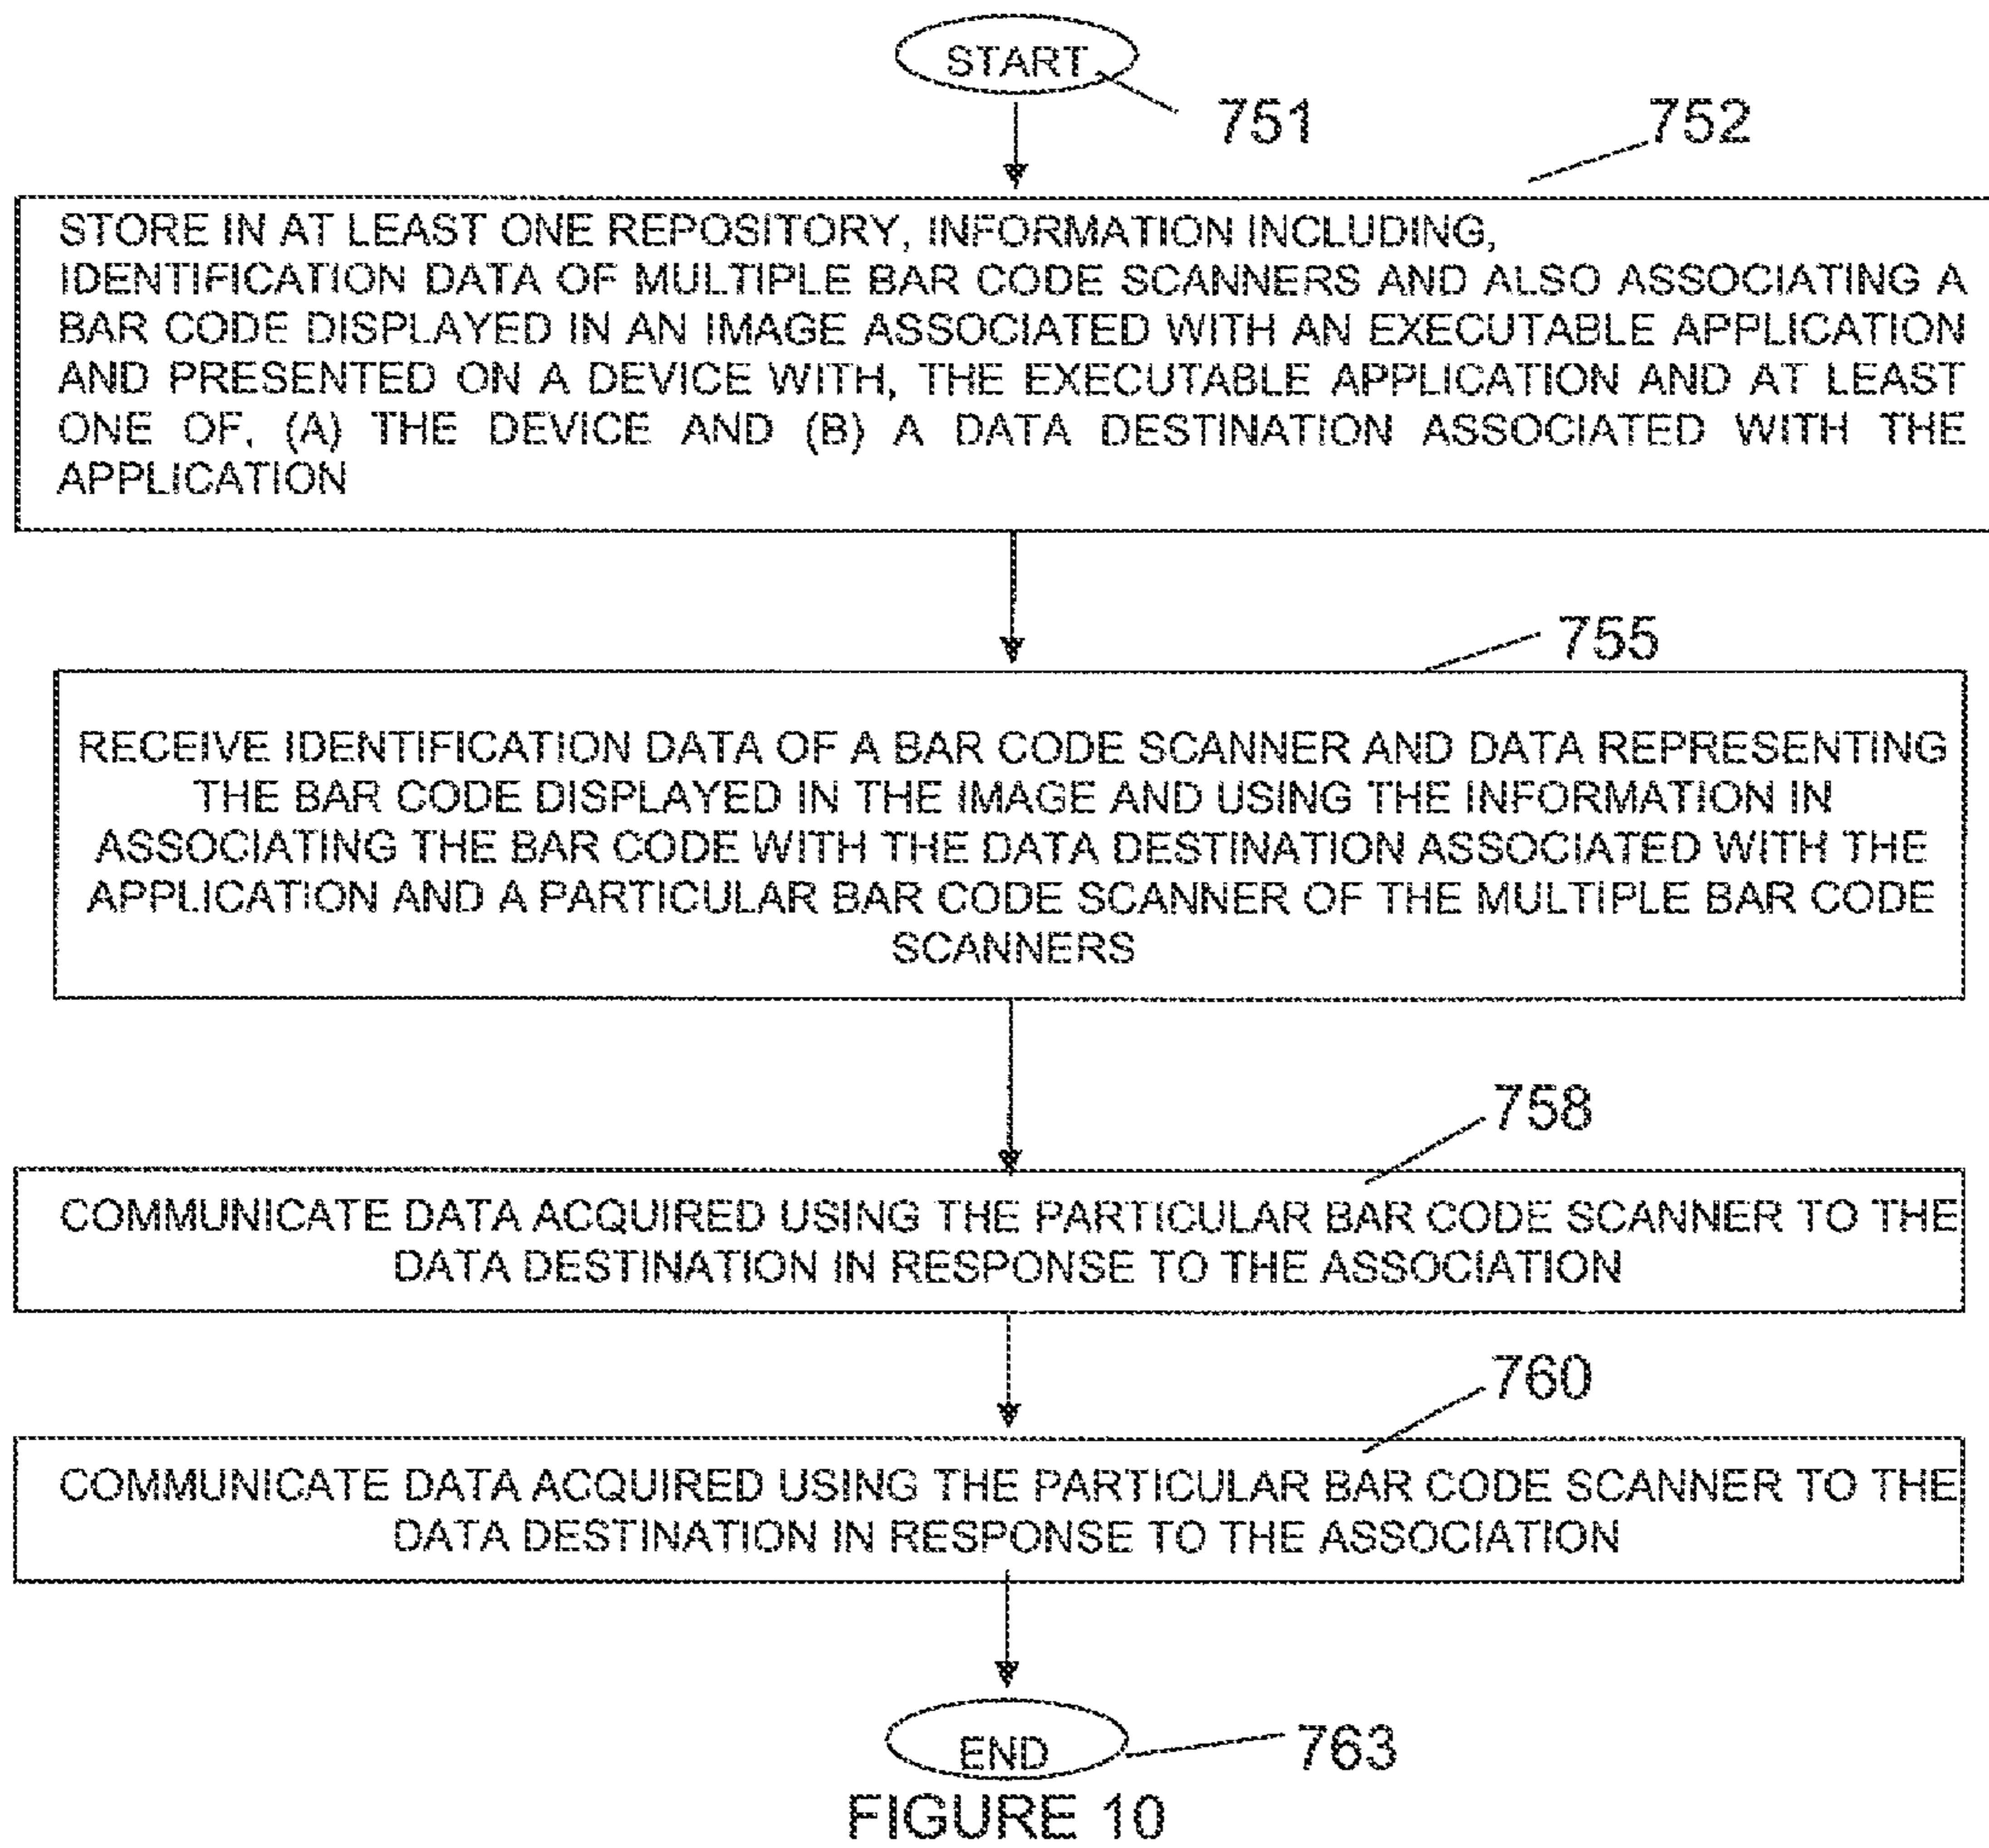 START
751
752
STORE IN AT LEAST ONE REPOSITORY, INFORMATION INCLUDING,
IDENTIFICATION DATA OF MULTIPLE BAR CODE SCANNERS AND ALSO ASSOCIATING A
BAR CODE DISPLAYED IN AN IMAGE ASSOCIATED WITH AN EXECUTABLE APPLICATION
AND PRESENTED ON A DEVICE WITH, THE EXECUTABLE APPLICATION AND AT LEAST
ONE OF, (A) THE DEVICE AND (B) A DATA DESTINATION ASSOCIATED WITH THE
APPLICATION
755
RECEIVE IDENTIFICATION DATA OF A BAR CODE SCANNER AND DATA REPRESENTING
THE BAR CODE DISPLAYED IN THE IMAGE AND USING THE INFORMATION IN
ASSOCIATING THE BAR CODE WITH THE DATA DESTINATION ASSOCIATED WITH THE
APPLICATION AND A PARTICULAR BAR CODE SCANNER OF THE MULTIPLE BAR CODE
SCANNERS
758
COMMUNICATE DATA ACQUIRED USING THE PARTICULAR BAR CODE SCANNER TO THE
DATA DESTINATION IN RESPONSE TO THE ASSOCIATION
760
COMMUNICATE DATA ACQUIRED USING THE PARTICULAR BAR CODE SCANNER TO THE
DATA DESTINATION IN RESPONSE TO THE ASSOCIATION
END
763
FIGURE 10